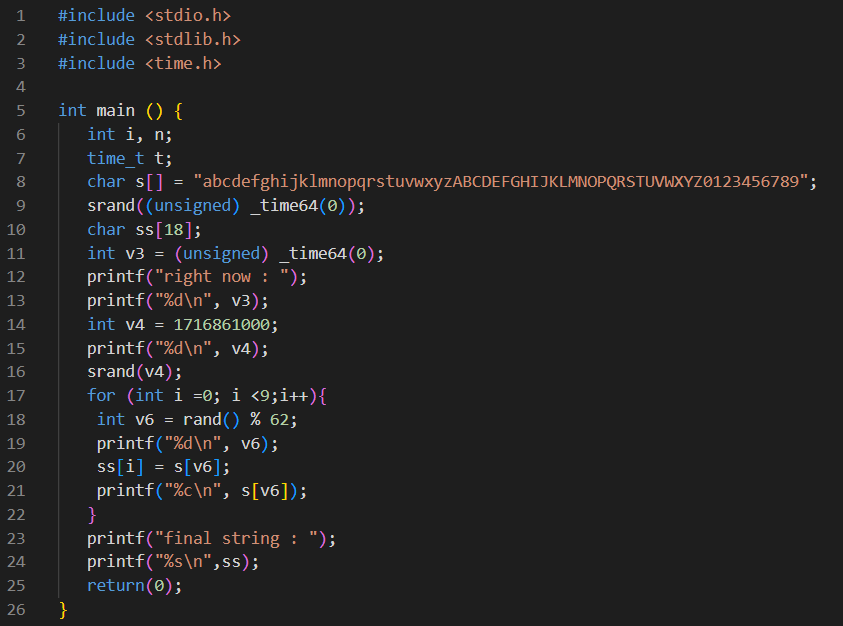 1 #include <stdio.h>
2 #include <stdlib.h>
3 #include <time.h>
4
5 int main () {
6 int i, n;
7 time_t t;
8 char s[] = "abcdefghijklmnopqrstuvwxyzABCDEFGHIJKLMNOPQRSTUVWXYZ0123456789";
9 srand((unsigned) _time64(0));
10 char ss[18];
11 int v3 = (unsigned) _time64(0);
12 printf("right now : ");
13 printf("%d\n", v3);
14 int v4 = 1716861000;
15 printf("%d\n", v4);
16 srand(v4);
17 for (int i =0; i <9;i++){
18 int v6 = rand() % 62;
19 printf("%d\n", v6);
20 ss[i] = s[v6];
21 printf("%c\n", s[v6]);
22 }
23 printf("final string : ");
24 printf("%s\n",ss);
25 return(0);
26 }